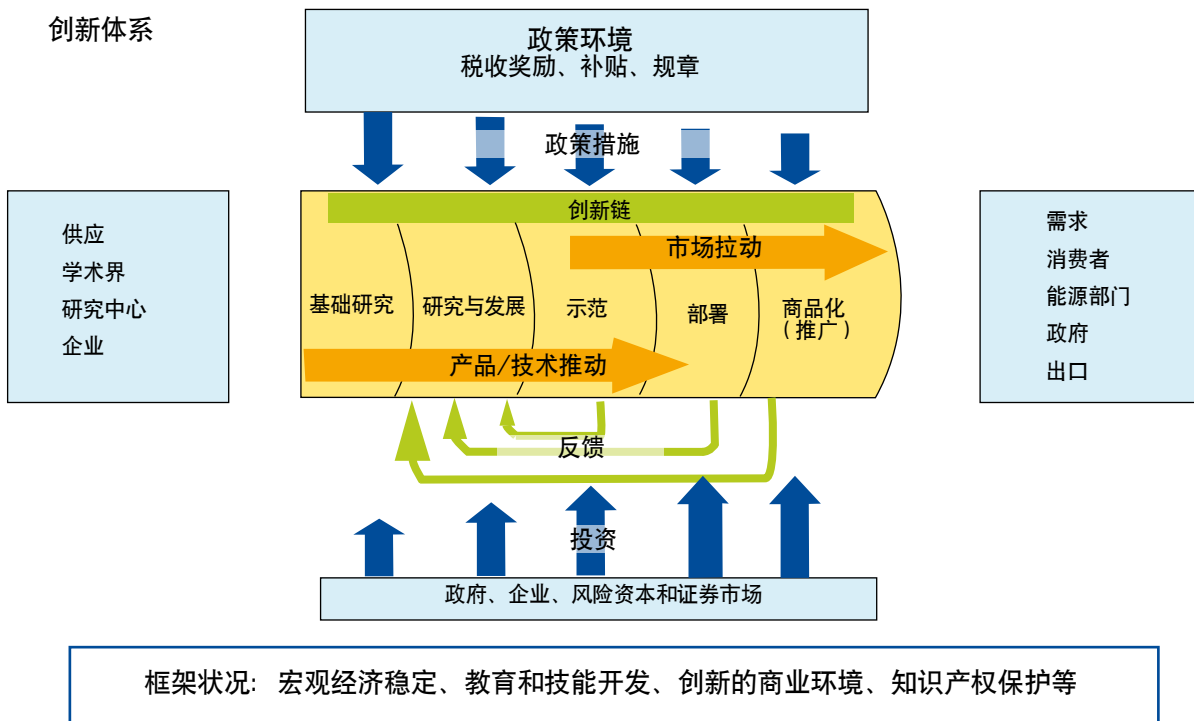 创新体系
政策环境
税收奖励、补贴、规章
政策措施
供应
学术界
研究中心
企业
创新链
市场拉动
基础研究
研究与发展
示范
部署
商品化
（推广）
产品/技术推动
需求
消费者
能源部门
政府
出口
反馈
投资
政府、企业、风险资本和证券市场
框架状况: 宏观经济稳定、教育和技能开发、创新的商业环境、知识产权保护等